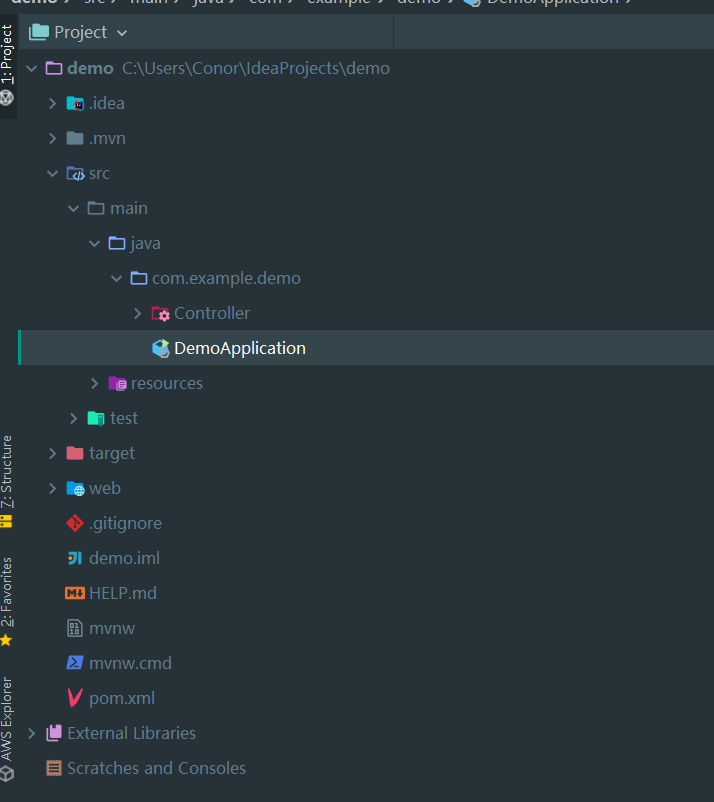 demo src main java com example demo DemoApplication
Project
demo C:\Users\Conor\IdeaProjects\demo
.idea
.mvn
src
main
java
com.example.demo
Controller
DemoApplication
resources
test
target
web
.gitignore
demo.iml
HELP.md
mvnw
mvnw.cmd
pom.xml
External Libraries
Scratches and Consoles
1: Project
7: Structure
2: Favorites
AWS Explorer